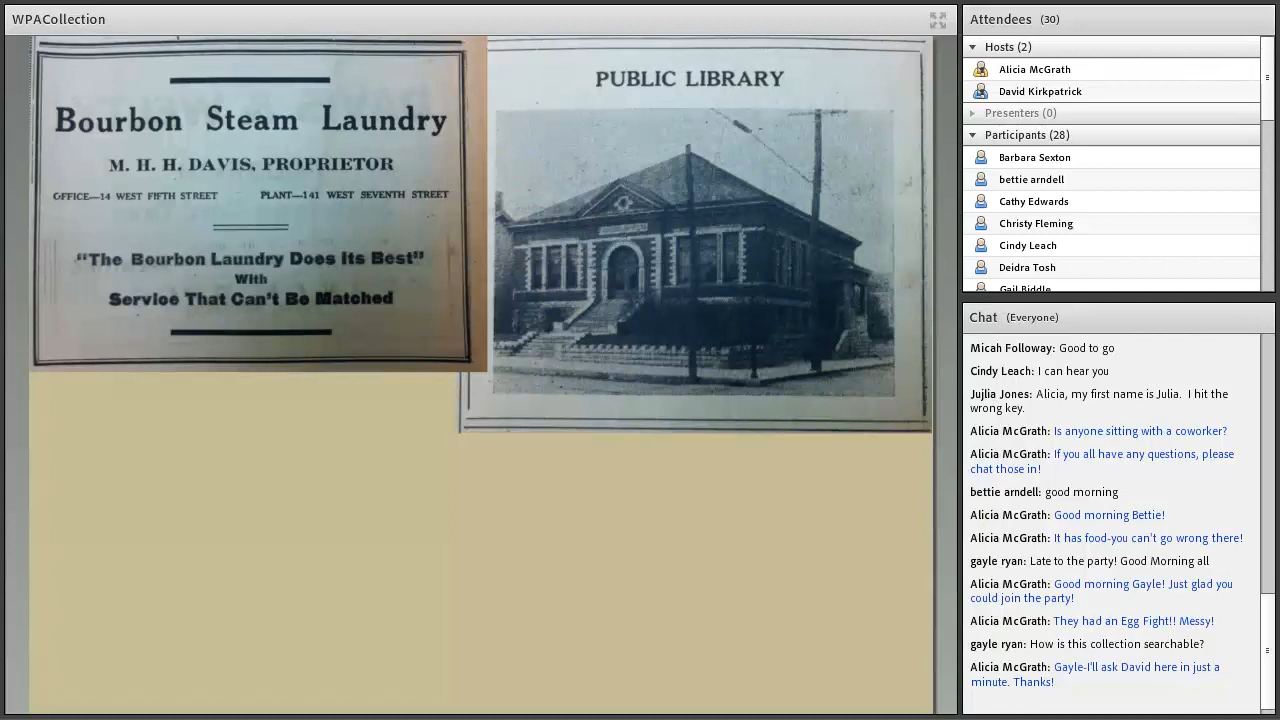 WPACollection
Bourbon Steam Laundry
M. H. H. DAVIS, PROPRIETOR
OFFICE—14 WEST FIFTH STREET PLANT—141 WEST SEVENTH STREET
"The Bourbon Laundry Does its Best"
With
Service That Can't Be Matched
PUBLIC LIBRARY
Attendees (30)
Hosts (2)
Alicia McGrath
David Kirkpatrick
Presenters (0)
Participants (28)
Barbara Sexton
bettie arndell
Cathy Edwards
Christy Fleming
Cindy Leach
Deidra Tosh
Gail Biddle
Chat (Everyone)
Micah Followay: Good to go
Cindy Leach: I can hear you
Jujlia Jones: Alicia, my first name is Julia. I hit the
wrong key.
Alicia McGrath: Is anyone sitting with a coworker?
Alicia McGrath: If you all have any questions, please
chat those in!
bettie arndell: good morning
Alicia McGrath: Good morning Bettie!
Alicia McGrath: It has food-you can't go wrong there!
gayle ryan: Late to the party! Good Morning all
Alicia McGrath: Good morning Gayle! Just glad you
could join the party!
Alicia McGrath: They had an Egg Fight!! Messy!
gayle ryan: How is this collection searchable?
Alicia McGrath: Gayle-I'll ask David here in just a
minute. Thanks!